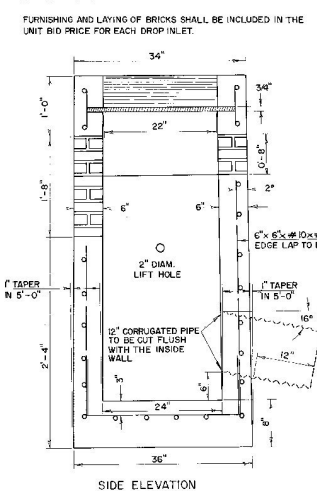 FURNISHING AND LAYING OF BRICKS SHALL BE INCLUDED IN THE
UNIT BID PRICE FOR EACH DROP INLET.
34"
3/4"
1'-0"
22"
0'-8"
1'-8"
2"
6"
6"
6"x 6"x #10x
EDGE LAP TO
2" DIAM.
LIFT HOLE
1" TAPER
IN 5'-0"
1" TAPER
IN 5'-0"
16°
12" CORRUGATED PIPE
TO BE CUT FLUSH
WITH THE INSIDE
WALL
12"
2'-4"
3"
6"
24"
8"
36"
SIDE ELEVATION